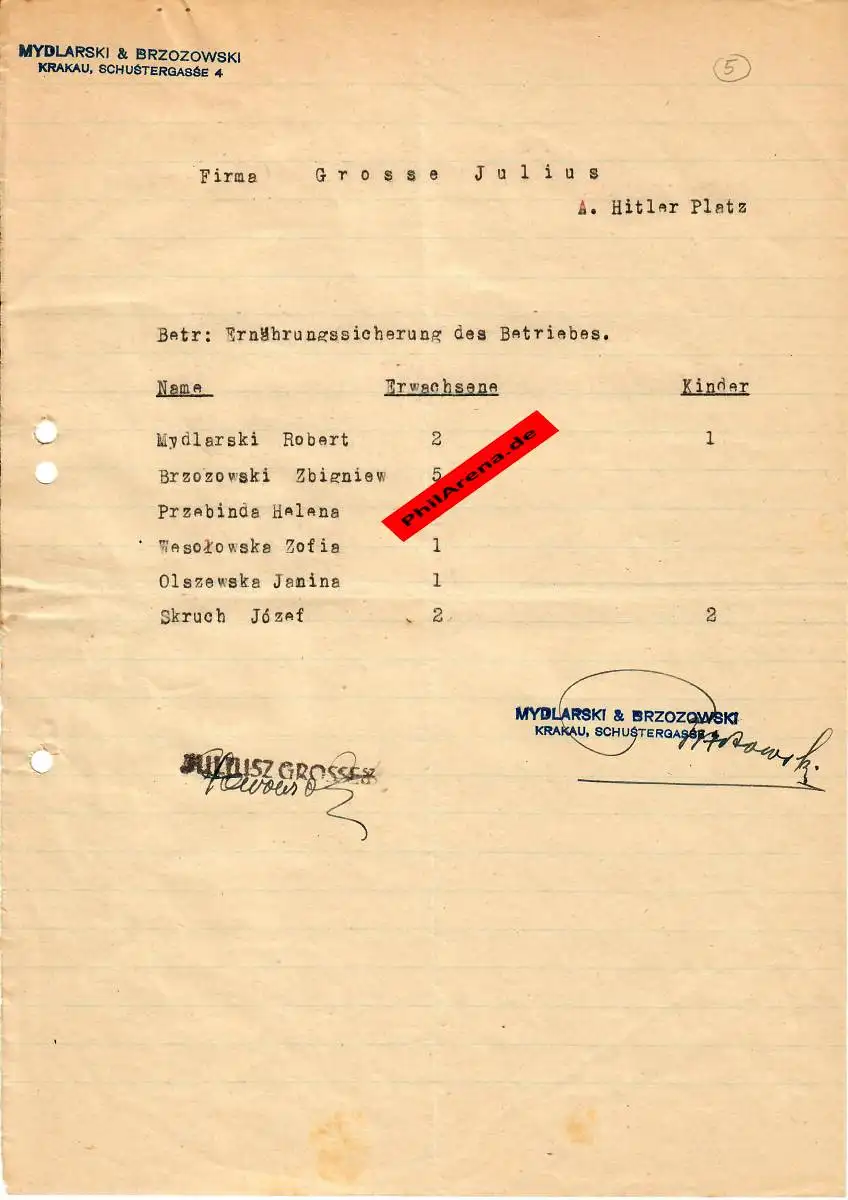 MYDLARSKI & BRZOZOWSKI
KRAKAU, SCHUSTERGASSE 4
5
Firma Grosse Julius
A. Hitler Platz
Betr: Ernährungssicherung des Betriebes.
Name Erwachsene Kinder
Mydlarski Robert 2 1
Brzozowski Zbigniew 5
Przebinda Helena
Wesołowska Zofia 1
Olszewska Janina 1
Skruch Józef 2 2
PhilArena.de
MYDLARSKI & BRZOZOWSKI
KRAKAU, SCHUSTERGASSE 4
JULIUSZ GROSSE